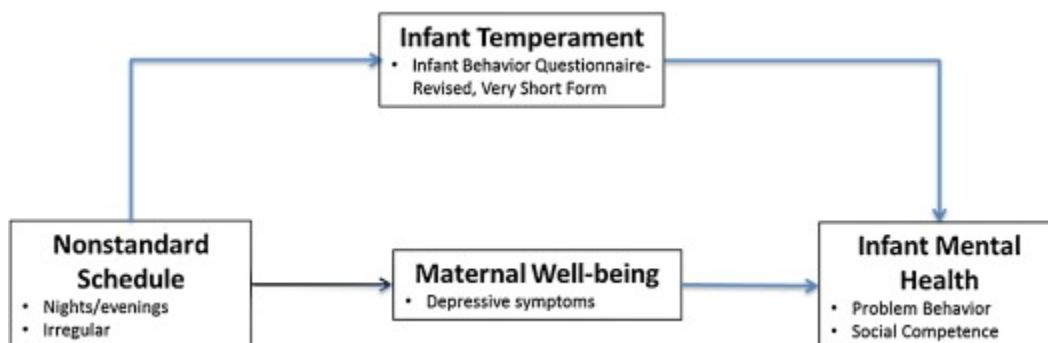 Infant Temperament
• Infant Behavior Questionnaire-
Revised, Very Short Form
Nonstandard
Schedule
• Nights/evenings
• Irregular
Maternal Well-being
• Depressive symptoms
Infant Mental
Health
• Problem Behavior
• Social Competence